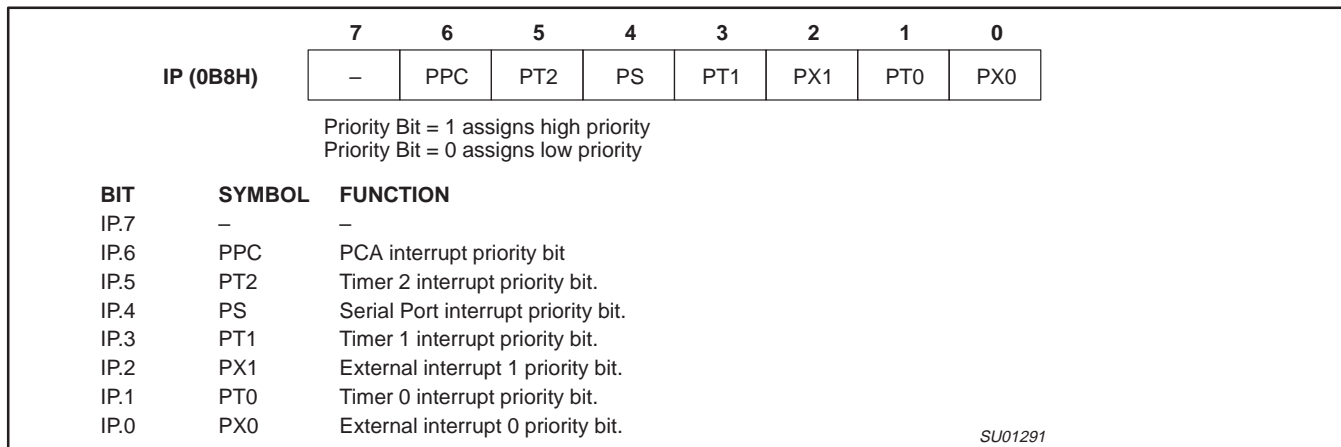 7 6 5 4 3 2 1 0
IP (0B8H) – PPC PT2 PS PT1 PX1 PT0 PX0
Priority Bit = 1 assigns high priority
Priority Bit = 0 assigns low priority
BIT SYMBOL FUNCTION
IP.7 – –
IP.6 PPC PCA interrupt priority bit
IP.5 PT2 Timer 2 interrupt priority bit.
IP.4 PS Serial Port interrupt priority bit.
IP.3 PT1 Timer 1 interrupt priority bit.
IP.2 PX1 External interrupt 1 priority bit.
IP.1 PT0 Timer 0 interrupt priority bit.
IP.0 PX0 External interrupt 0 priority bit.
SU01291